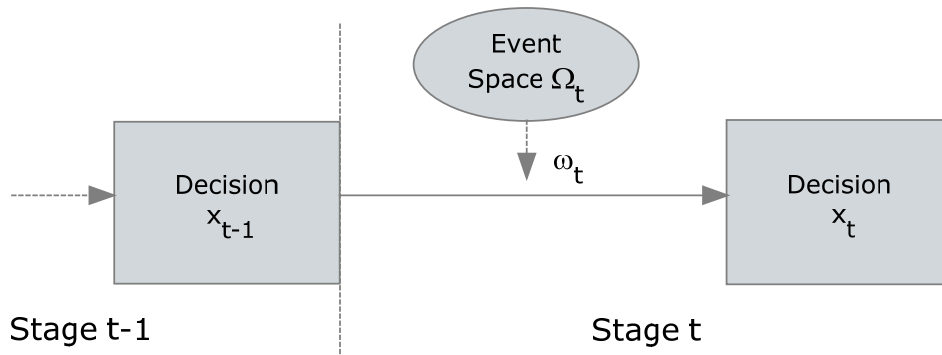 Event
Space Ωt
ωt
Decision
xt-1
Decision
xt
Stage t-1
Stage t